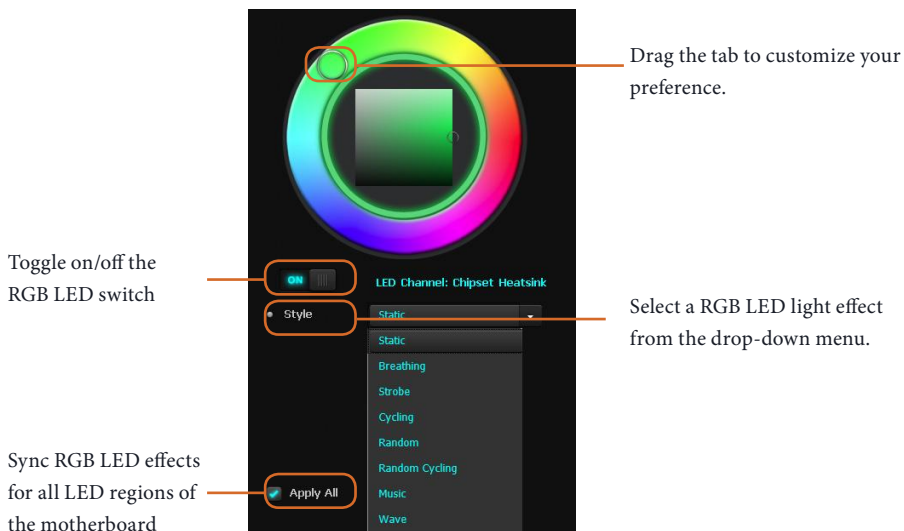 Drag the tab to customize your
preference.
Toggle on/off the
RGB LED switch
ON
LED Channel: Chipset Heatsink
Style
Static
Select a RGB LED light effect
from the drop-down menu.
Static
Breathing
Strobe
Cycling
Random
Random Cycling
Music
Wave
Sync RGB LED effects
for all LED regions of
the motherboard
Apply All